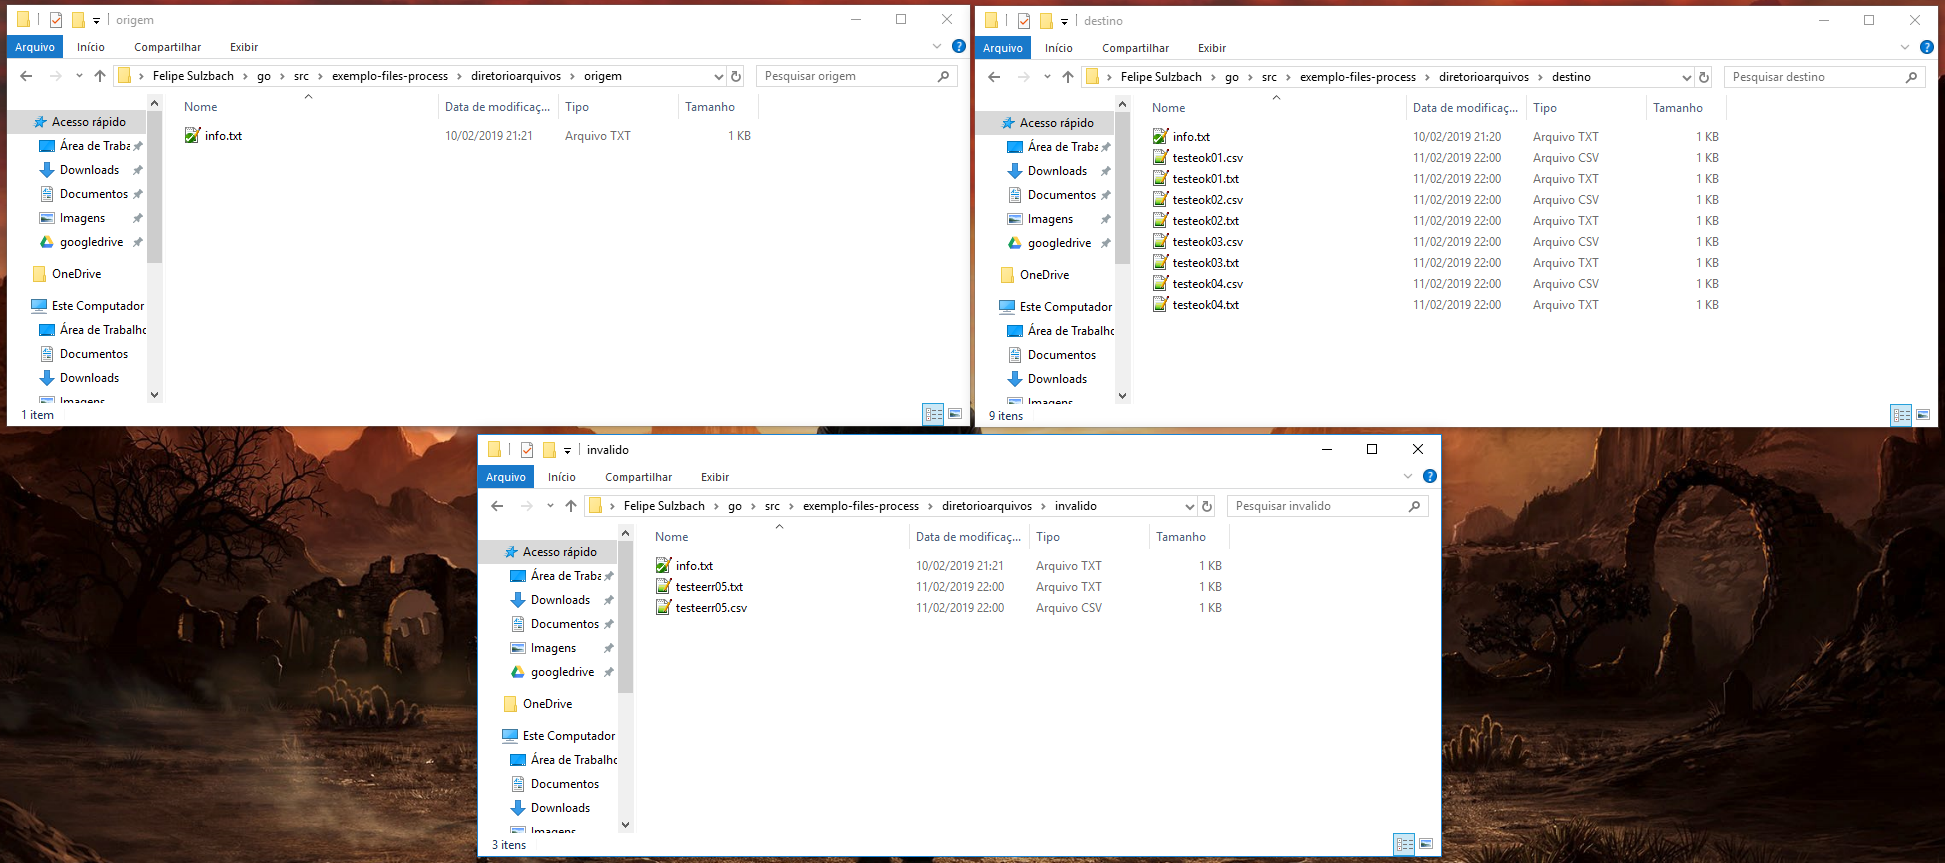 origem
Arquivo Início Compartilhar Exibir
Felipe Sulzbach go src exemplo-files-process diretorioarquivos origem Pesquisar origem
Nome Data de modificaç... Tipo Tamanho
Acesso rápido
info.txt 10/02/2019 21:21 Arquivo TXT 1 KB
Área de Traba
Downloads
Documentos
Imagens
googledrive
OneDrive
Este Computador
Área de Trabalho
Documentos
Downloads
Imagens
1 item
destino
Arquivo Início Compartilhar Exibir
Felipe Sulzbach go src exemplo-files-process diretorioarquivos destino Pesquisar destino
Nome Data de modificaç... Tipo Tamanho
Acesso rápido
info.txt 10/02/2019 21:20 Arquivo TXT 1 KB
testeok01.csv 11/02/2019 22:00 Arquivo CSV 1 KB
testeok01.txt 11/02/2019 22:00 Arquivo TXT 1 KB
testeok02.csv 11/02/2019 22:00 Arquivo CSV 1 KB
testeok02.txt 11/02/2019 22:00 Arquivo TXT 1 KB
testeok03.csv 11/02/2019 22:00 Arquivo CSV 1 KB
testeok03.txt 11/02/2019 22:00 Arquivo TXT 1 KB
testeok04.csv 11/02/2019 22:00 Arquivo CSV 1 KB
testeok04.txt 11/02/2019 22:00 Arquivo TXT 1 KB
Área de Traba
Downloads
Documentos
Imagens
googledrive
OneDrive
Este Computador
Área de Trabalho
Documentos
Downloads
Imagens
9 itens
invalido
Arquivo Início Compartilhar Exibir
Felipe Sulzbach go src exemplo-files-process diretorioarquivos invalido Pesquisar invalido
Nome Data de modificaç... Tipo Tamanho
Acesso rápido
info.txt 10/02/2019 21:21 Arquivo TXT 1 KB
testeerr05.txt 11/02/2019 22:00 Arquivo TXT 1 KB
testeerr05.csv 11/02/2019 22:00 Arquivo CSV 1 KB
Área de Traba
Downloads
Documentos
Imagens
googledrive
OneDrive
Este Computador
Área de Trabalho
Documentos
Downloads
Imagens
3 itens